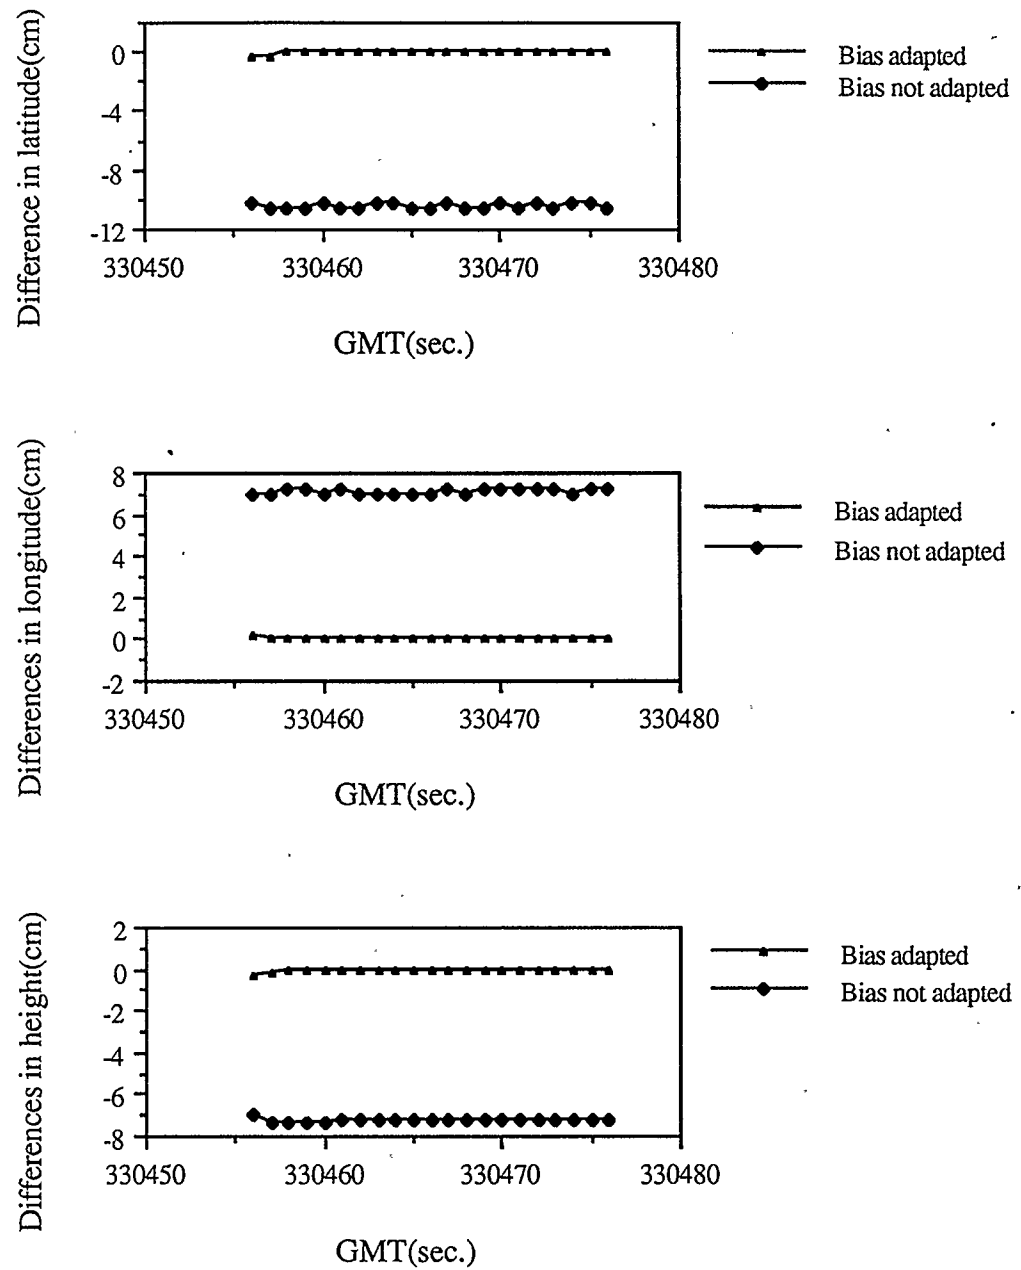 Difference in latitude(cm)
0
-4
-8
-12
330450 330460 330470 330480
GMT(sec.)
Bias adapted
Bias not adapted
Differences in longitude(cm)
8
6
4
2
0
-2
330450 330460 330470 330480
GMT(sec.)
Bias adapted
Bias not adapted
Differences in height(cm)
2
0
-2
-4
-6
-8
330450 330460 330470 330480
GMT(sec.)
Bias adapted
Bias not adapted